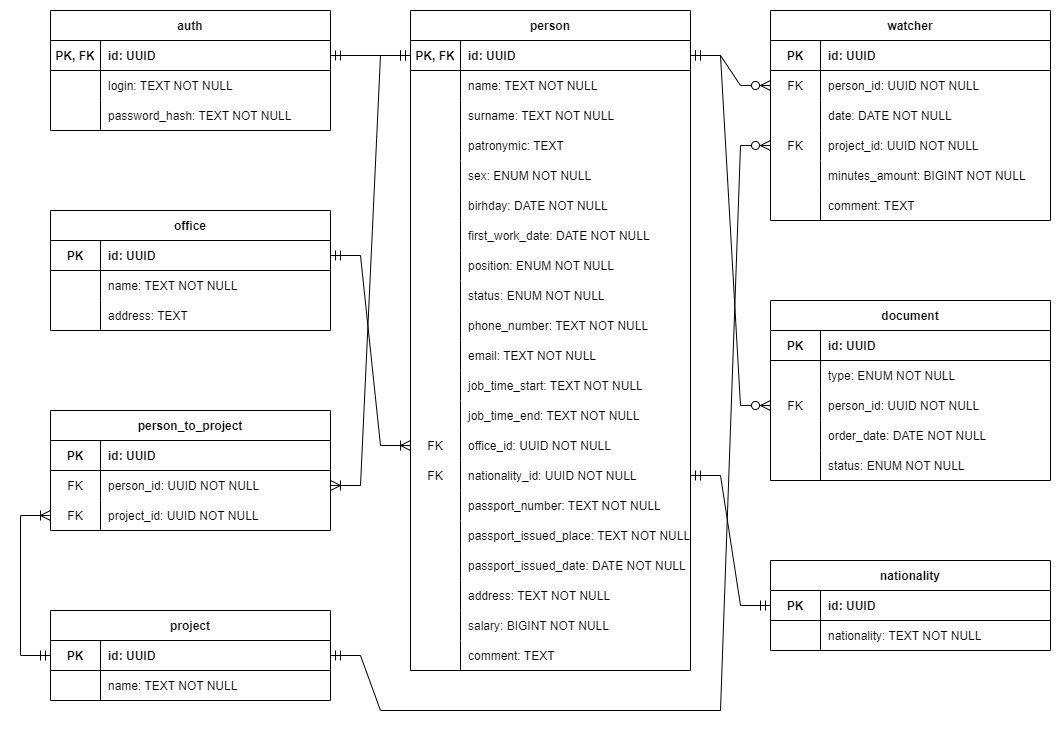 auth
PK, FK id: UUID
login: TEXT NOT NULL
password_hash: TEXT NOT NULL
office
PK id: UUID
name: TEXT NOT NULL
address: TEXT
person_to_project
PK id: UUID
FK person_id: UUID NOT NULL
FK project_id: UUID NOT NULL
project
PK id: UUID
name: TEXT NOT NULL
person
PK, FK id: UUID
name: TEXT NOT NULL
surname: TEXT NOT NULL
patronymic: TEXT
sex: ENUM NOT NULL
birhday: DATE NOT NULL
first_work_date: DATE NOT NULL
position: ENUM NOT NULL
status: ENUM NOT NULL
phone_number: TEXT NOT NULL
email: TEXT NOT NULL
job_time_start: TEXT NOT NULL
job_time_end: TEXT NOT NULL
FK office_id: UUID NOT NULL
FK nationality_id: UUID NOT NULL
passport_number: TEXT NOT NULL
passport_issued_place: TEXT NOT NULL
passport_issued_date: DATE NOT NULL
address: TEXT NOT NULL
salary: BIGINT NOT NULL
comment: TEXT
watcher
PK id: UUID
FK person_id: UUID NOT NULL
date: DATE NOT NULL
FK project_id: UUID NOT NULL
minutes_amount: BIGINT NOT NULL
comment: TEXT
document
PK id: UUID
type: ENUM NOT NULL
FK person_id: UUID NOT NULL
order_date: DATE NOT NULL
status: ENUM NOT NULL
nationality
PK id: UUID
nationality: TEXT NOT NULL